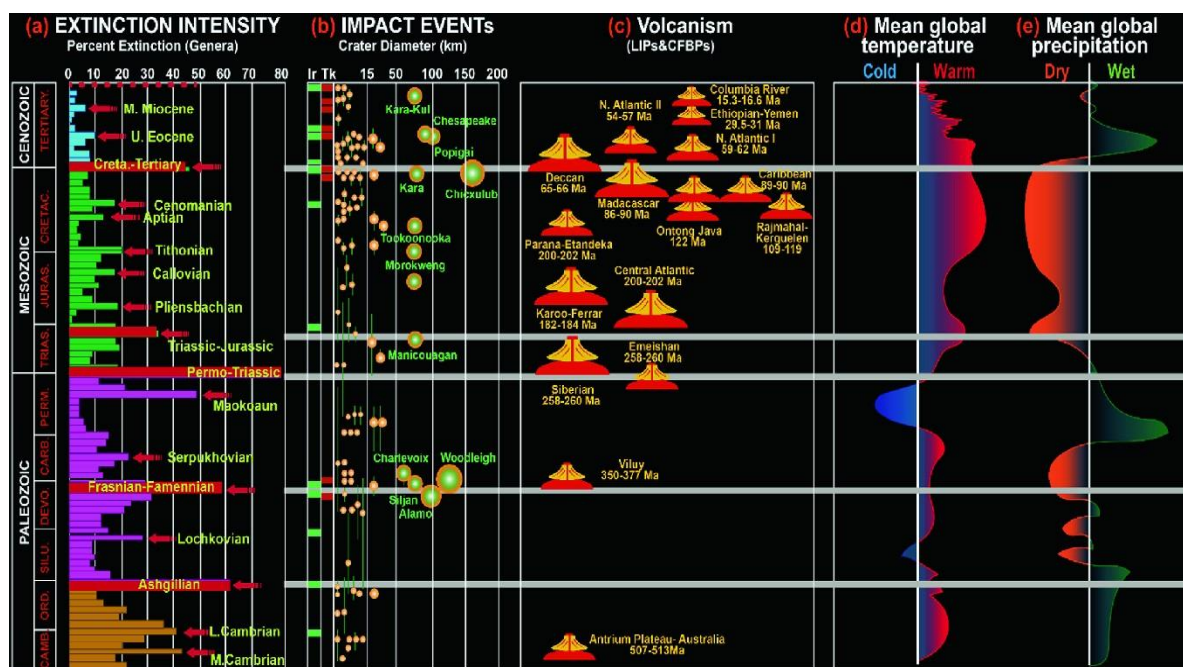 (a) EXTINCTION INTENSITY
Percent Extinction (Genera)
0 10 20 30 40 50 60 70 80
(b) IMPACT EVENTs
Crater Diameter (km)
Ir Tk 15 50 100 150 200
(c) Volcanism
(LIPs&CFBPs)
(d) Mean global
temperature
Cold Warm
(e) Mean global
precipitation
Dry Wet
CENOZOIC
TERTIARY.
MESOZOIC
CRETAC.
JURAS.
TRIAS.
PALEOZOIC
PERM.
CARB.
DEVO.
SILU.
ORD.
CAMB.
M. Miocene
U. Eocene
Creta.-Tertiary
Cenomanian
Aptian
Tithonian
Callovian
Pliensbachian
Triassic-Jurassic
Permo-Triassic
Maokoaun
Serpukhovian
Frasnian-Famennian
Lochkovian
Ashgillian
L.Cambrian
M.Cambrian
Kara-Kul
Chesapeake
Popigai
Kara
Chicxulub
Tookoonooka
Morokweng
Manicouagan
Charlevoix
Woodleigh
Siljan
Alamo
Columbia River
15.3-16.6 Ma
N. Atlantic II
54-57 Ma
Ethiopian-Yemen
29.5-31 Ma
N. Atlantic I
59-62 Ma
Deccan
65-66 Ma
Caribbean
89-90 Ma
Madacascar
86-90 Ma
Ontong Java
122 Ma
Rajmahal-
Kerguelen
109-119
Parana-Etandeka
200-202 Ma
Central Atlantic
200-202 Ma
Karoo-Ferrar
182-184 Ma
Emeishan
258-260 Ma
Siberian
258-260 Ma
Viluy
350-377 Ma
Antrium Plateau- Australia
507-513Ma